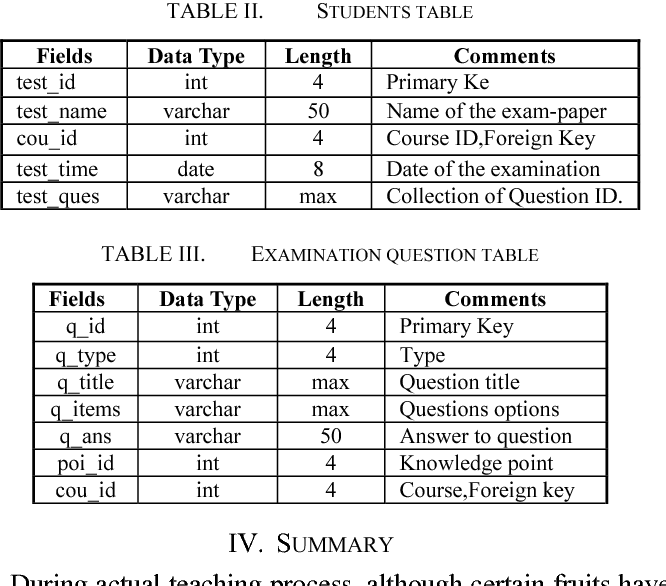 TABLE II. STUDENTS TABLE
Fields Data Type Length Comments
test_id int 4 Primary Ke
test_name varchar 50 Name of the exam-paper
cou_id int 4 Course ID,Foreign Key
test_time date 8 Date of the examination
test_ques varchar max Collection of Question ID.
TABLE III. EXAMINATION QUESTION TABLE
Fields Data Type Length Comments
q_id int 4 Primary Key
q_type int 4 Type
q_title varchar max Question title
q_items varchar max Questions options
q_ans varchar 50 Answer to question
poi_id int 4 Knowledge point
cou_id int 4 Course,Foreign key
IV. SUMMARY
During actual teaching process, although certain fruits have